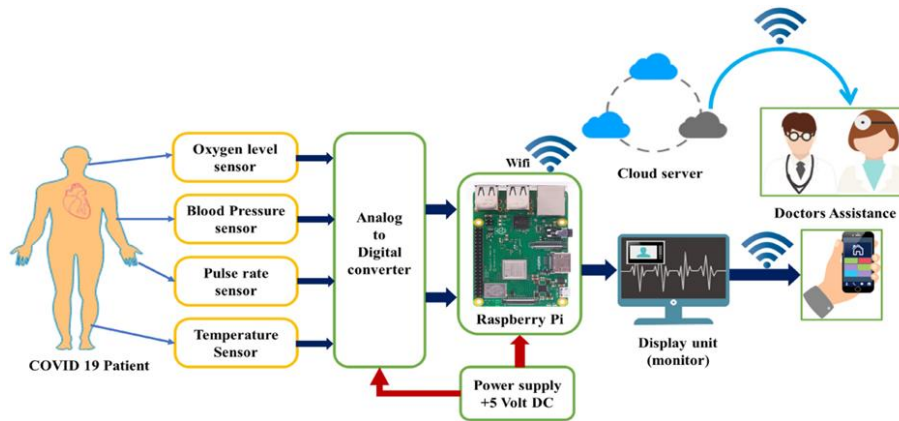 Oxygen level
sensor
Blood Pressure
sensor
Pulse rate
sensor
Temperature
Sensor
COVID 19 Patient
Analog
to
Digital
converter
Wifi
Raspberry Pi
Power supply
+5 Volt DC
Cloud server
Doctors Assistance
Display unit
(monitor)